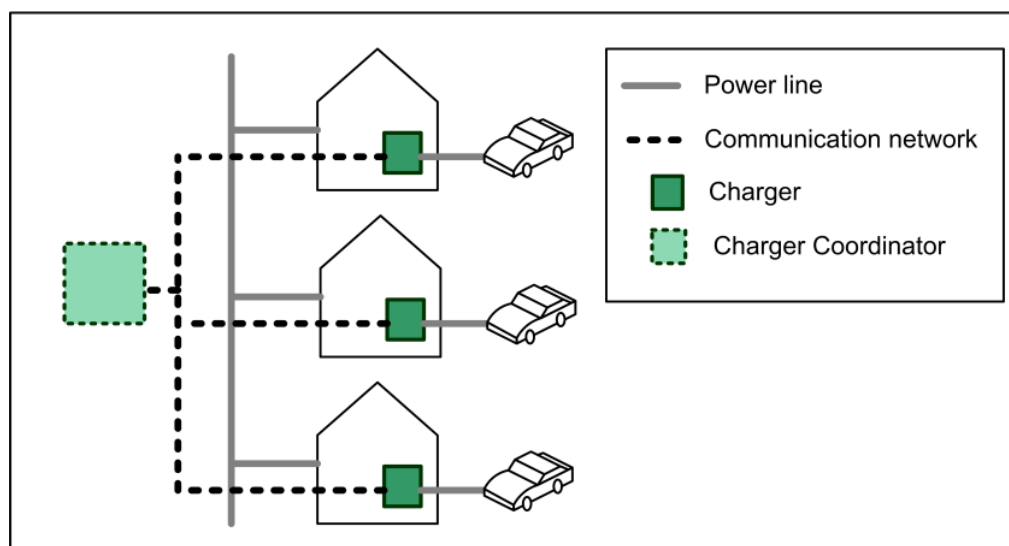 Power line
Communication network
Charger
Charger Coordinator